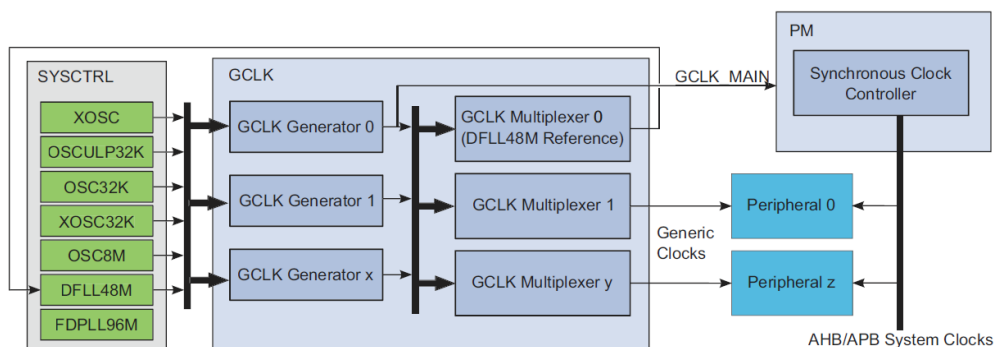 SYSCTRL
XOSC
OSCULP32K
OSC32K
XOSC32K
OSC8M
DFLL48M
FDPLL96M
GCLK
GCLK Generator 0
GCLK Generator 1
GCLK Generator x
GCLK Multiplexer 0
(DFLL48M Reference)
GCLK Multiplexer 1
GCLK Multiplexer y
GCLK_MAIN
Generic
Clocks
PM
Synchronous Clock
Controller
Peripheral 0
Peripheral z
AHB/APB System Clocks